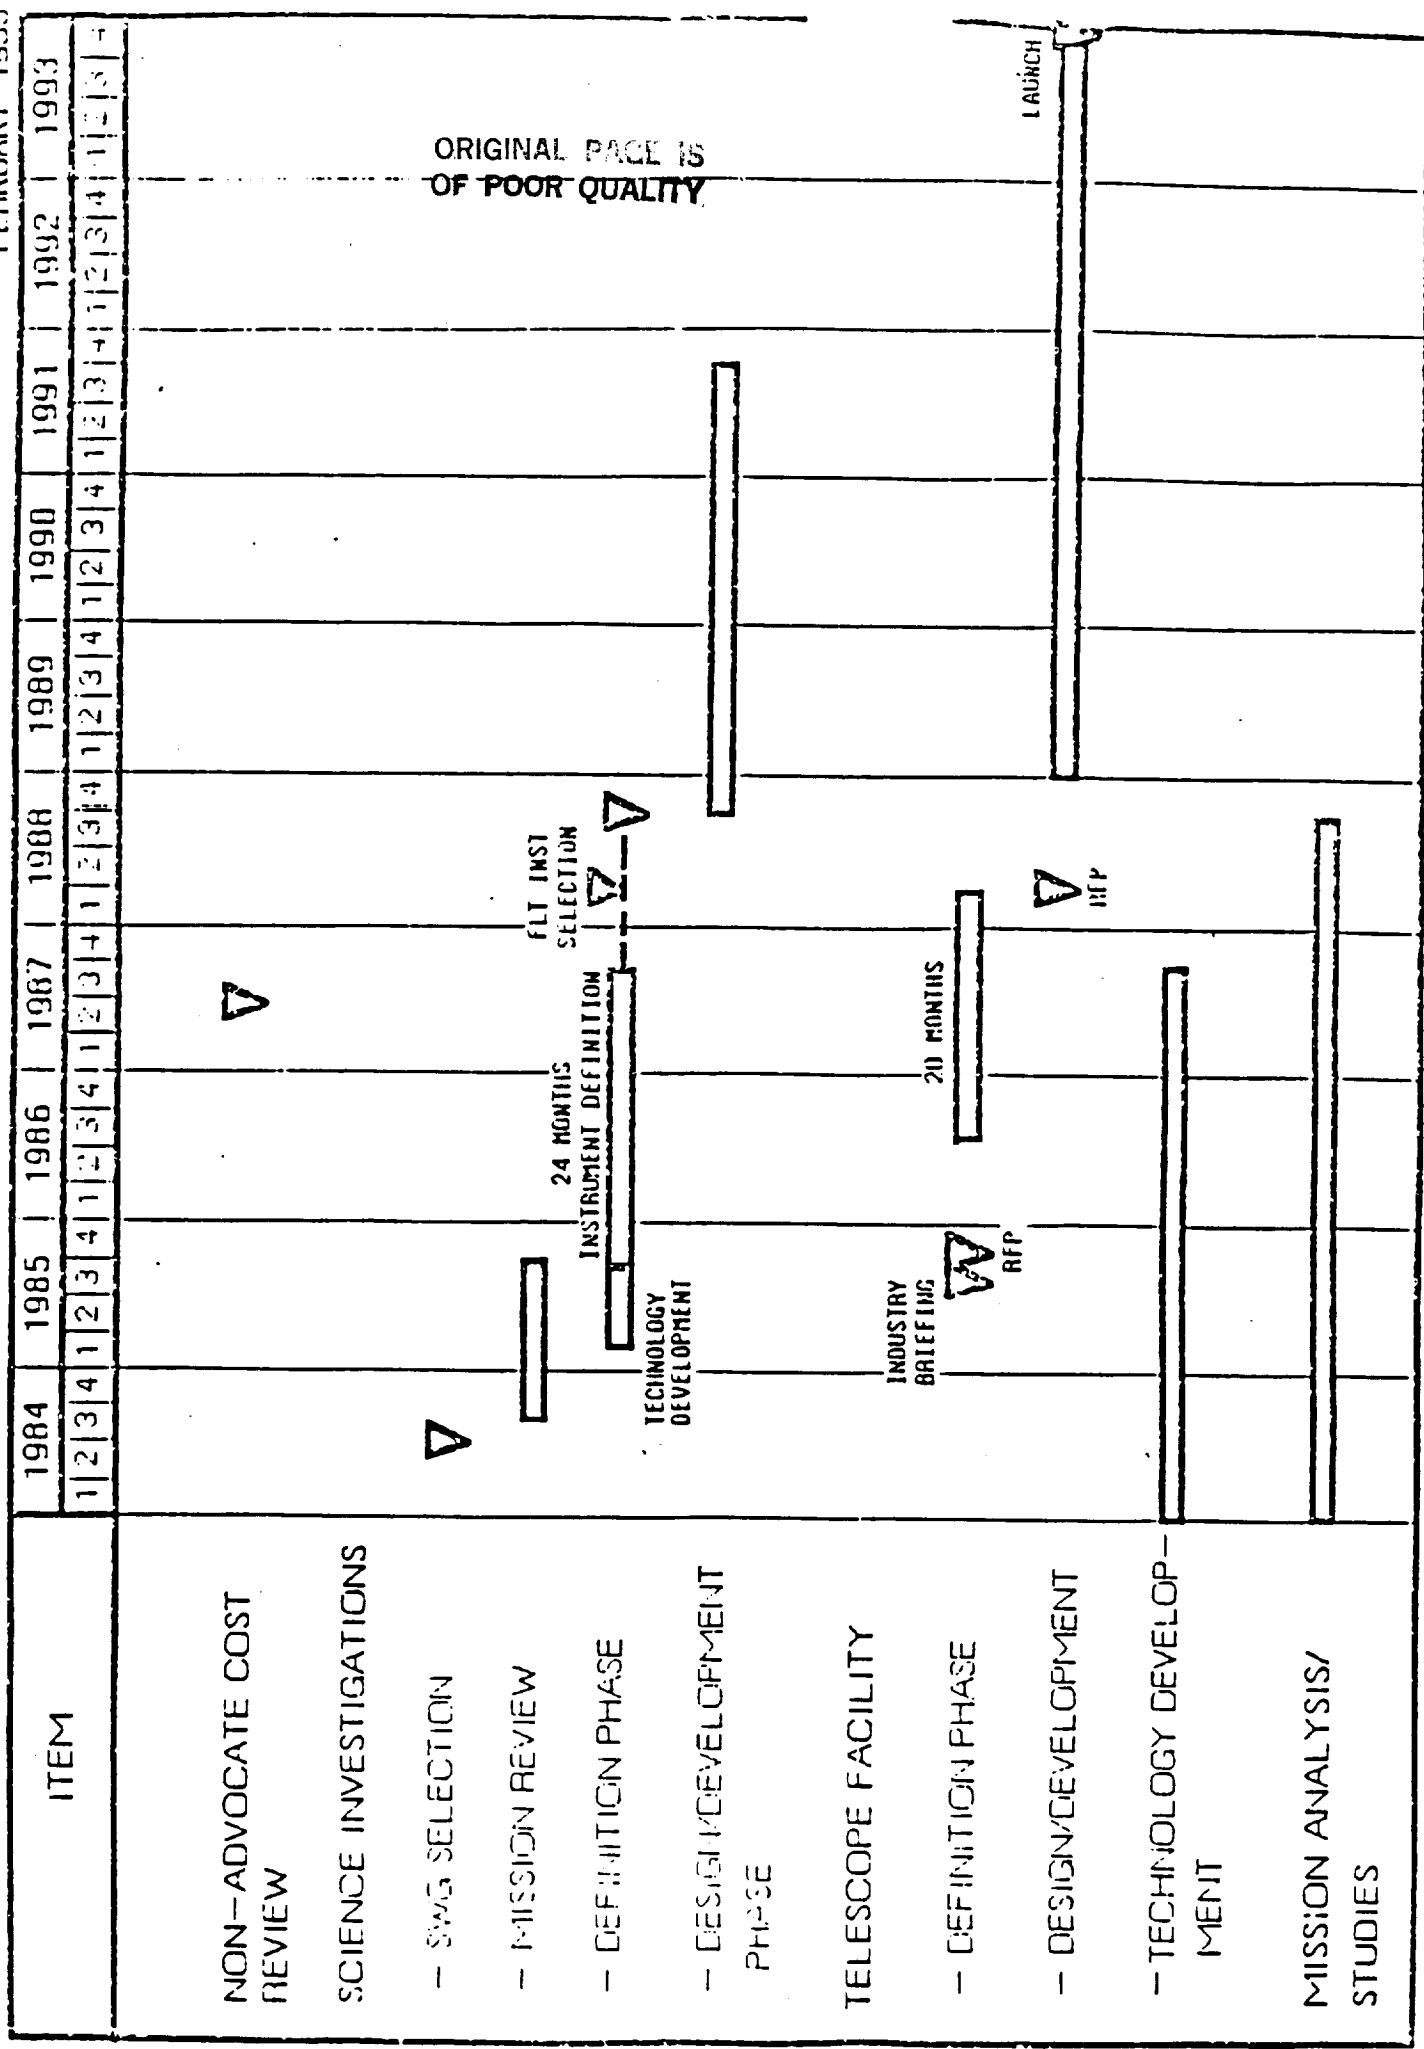 ITEM
1984 | 1985 | 1986 | 1987 | 1988 | 1989 | 1990 | 1991 | 1992 | 1993
1|2|3|4|1|2|3|4|1|2|3|4|1|2|3|4|1|2|3|4|1|2|3|4|1|2|3|4|1|2|3|4|1|2|3|4|1|2|3|4
NON-ADVOCATE COST
REVIEW
SCIENCE INVESTIGATIONS
- SWG SELECTION
- MISSION REVIEW
- DEFINITION PHASE
24 MONTHS
INSTRUMENT DEFINITION
FLT INST
SELECTION
TECHNOLOGY
DEVELOPMENT
- DESIGN/DEVELOPMENT
PHASE
TELESCOPE FACILITY
- DEFINITION PHASE
INDUSTRY
BRIEFING
RFP
20 MONTHS
- DESIGN/DEVELOPMENT
RFP
LAUNCH
- TECHNOLOGY DEVELOP-
MENT
MISSION ANALYSIS/
STUDIES
ORIGINAL PAGE IS
OF POOR QUALITY